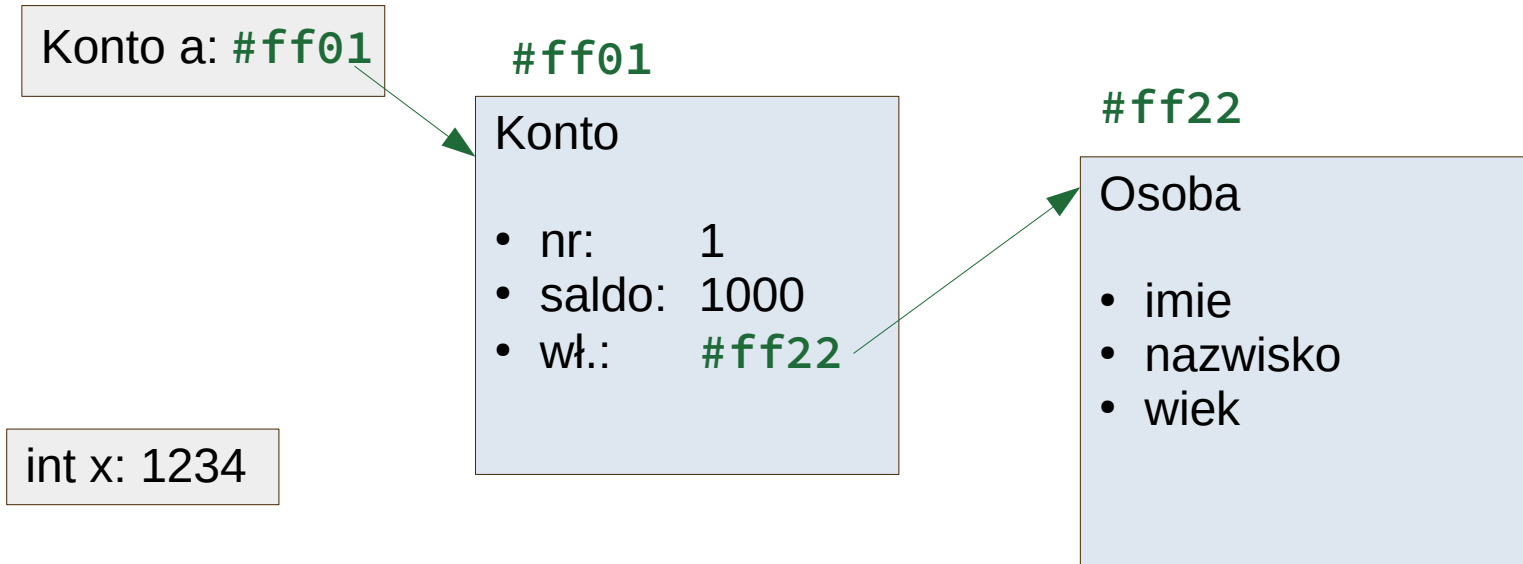 Konto a: #ff01
#ff01
Konto
• nr: 1
• saldo: 1000
• wł.: #ff22
#ff22
Osoba
• imie
• nazwisko
• wiek
int x: 1234